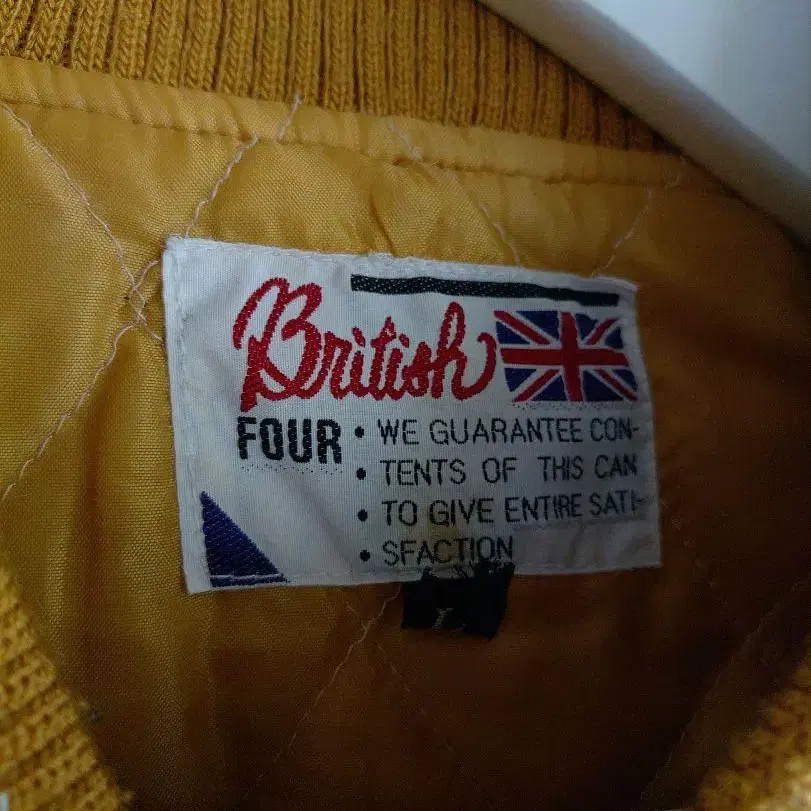 British
FOUR
• WE GUARANTEE CON-
• TENTS OF THIS CAN
• TO GIVE ENTIRE SATI-
• SFACTION